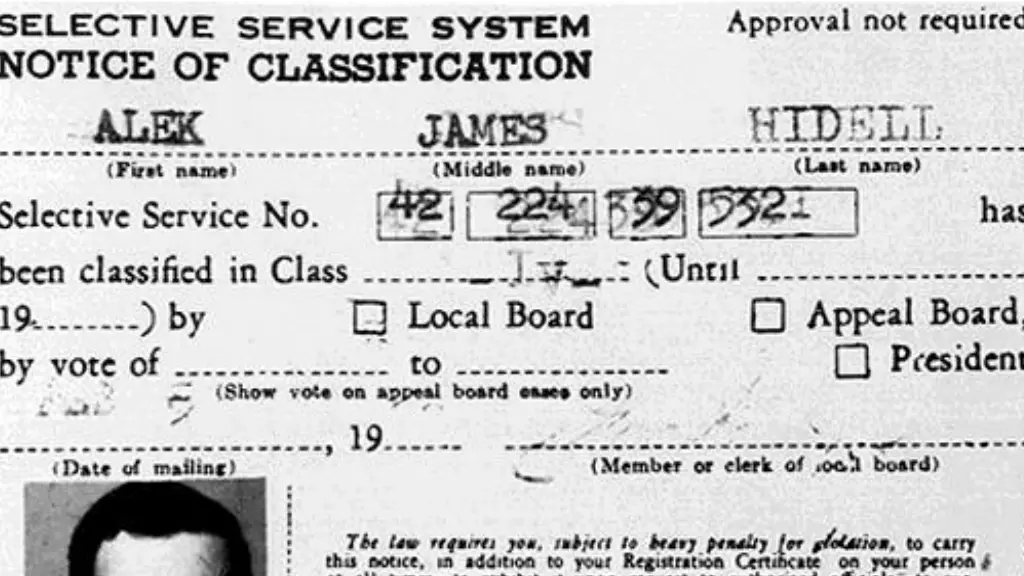 SELECTIVE SERVICE SYSTEM Approval not required
NOTICE OF CLASSIFICATION
ALEK JAMES HIDELL
(First name) (Middle name) (Last name)
Selective Service No. 42 224 39 5321 has
been classified in Class IV (Until
19 ) by Local Board Appeal Board,
by vote of to President
(Show vote on appeal board cases only)
, 19
(Date of mailing) (Member or clerk of local board)
The law requires you, subject to heavy penalty for violation, to carry
this notice, in addition to your Registration Certificate on your person